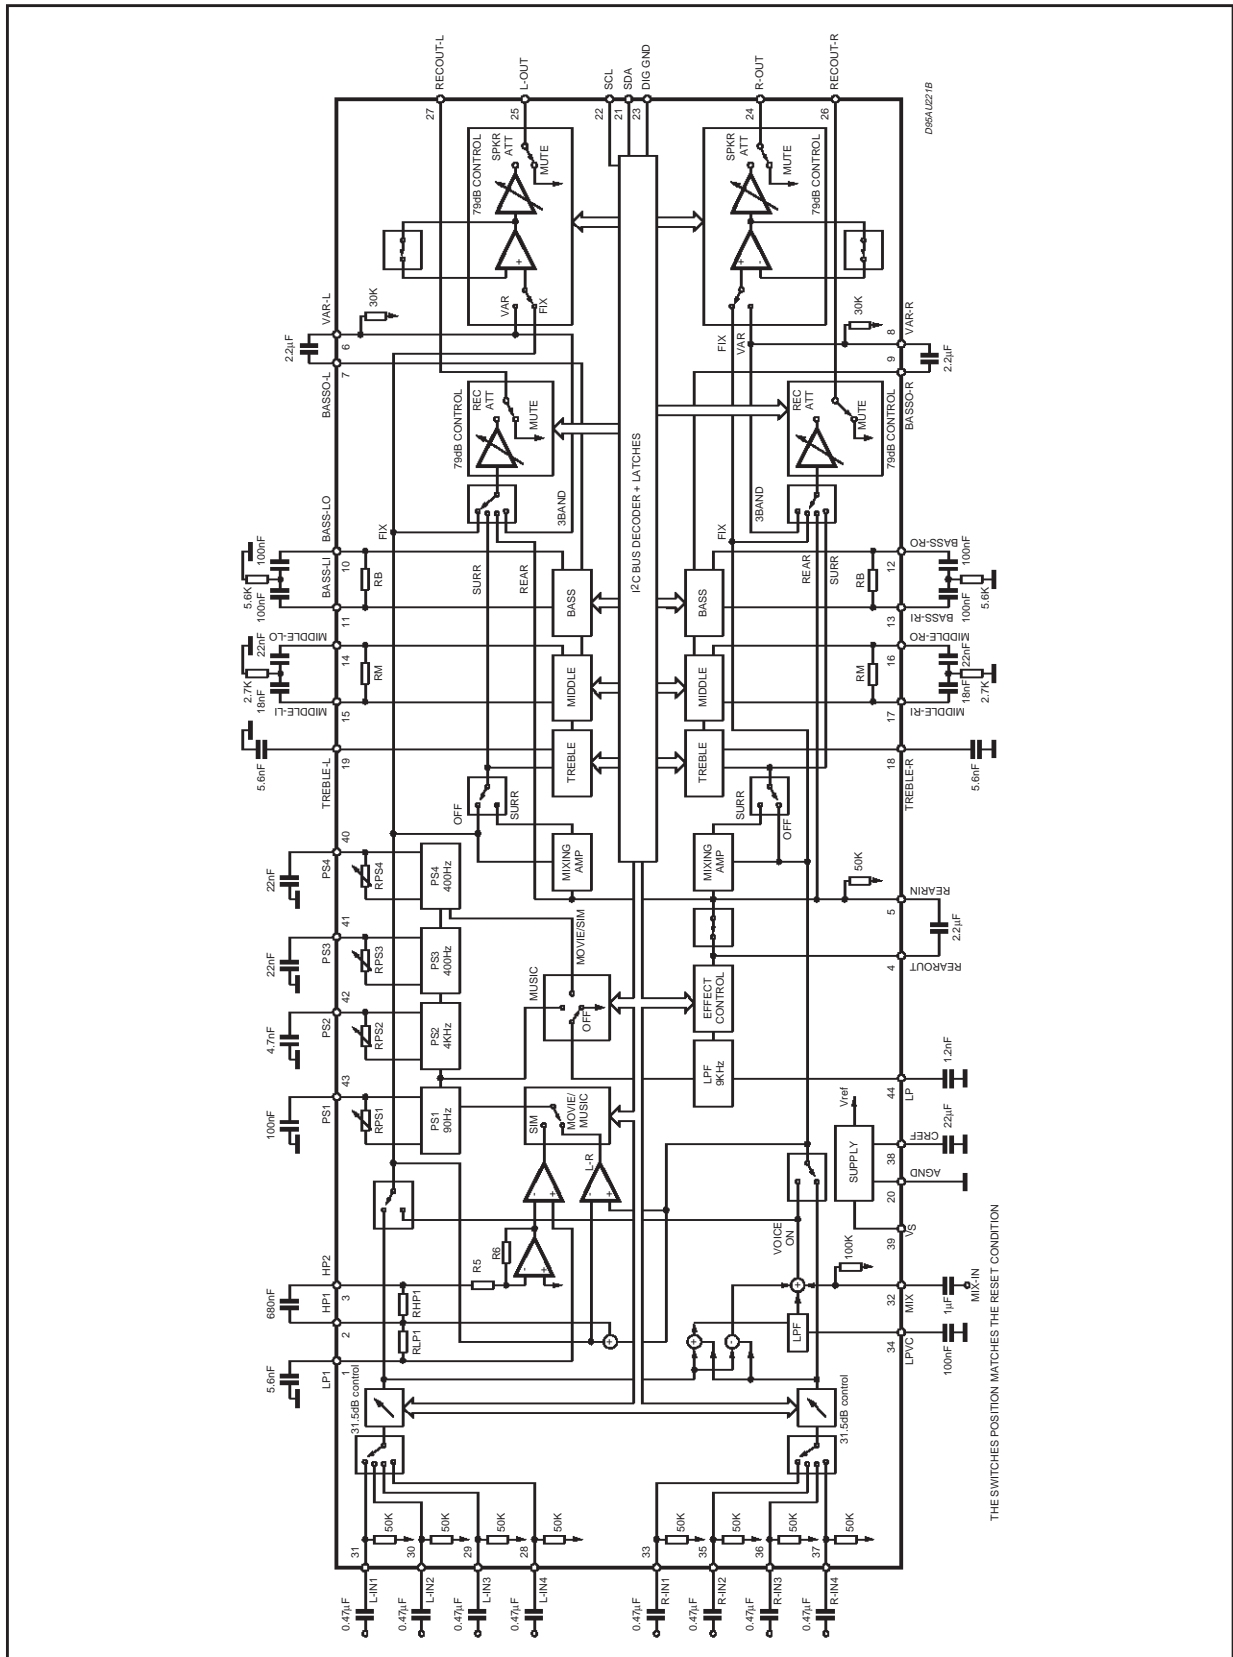 RECOUT-L
27
L-OUT
25
SCL
22
SDA
21
DIG GND
23
R-OUT
24
RECOUT-R
26
D95AU221B
79dB CONTROL
SPKR
ATT
MUTE
+
VAR
FIX
79dB CONTROL
SPKR
ATT
MUTE
+
-
FIX
VAR
VAR-L
6
30K
2.2µF
7
BASSO-L
79dB CONTROL
REC
ATT
MUTE
3BAND
FIX
SURR
REAR
I²C BUS DECODER + LATCHES
30K
8
VAR-R
9
2.2µF
BASSO-R
79dB CONTROL
REC
ATT
MUTE
3BAND
FIX
REAR
SURR
BASS-LO
10
BASS-LI
11
100nF
5.6K
100nF
RB
BASS
BASS
RB
12
BASS-RO
13
BASS-RI
100nF
100nF
5.6K
MIDDLE-LO
14
22nF
2.7K
18nF
MIDDLE-LI
15
RM
MIDDLE
MIDDLE
RM
16
MIDDLE-RO
22nF
18nF
2.7K
17
MIDDLE-RI
5.6nF
TREBLE-L
19
TREBLE
TREBLE
18
TREBLE-R
5.6nF
OFF
SURR
MIXING
AMP
SURR
OFF
MIXING
AMP
50K
5
REARIN
2.2µF
4
REAROUT
40
PS4
22nF
RPS4
PS4
400Hz
41
PS3
22nF
RPS3
PS3
400Hz
42
PS2
4.7nF
RPS2
PS2
4KHz
43
PS1
100nF
RPS1
PS1
90Hz
MOVIE/SIM
MUSIC
OFF
EFFECT
CONTROL
LPF
9KHz
44
LP
1.2nF
SIM
MOVIE/
MUSIC
L-R
-
+
-
+
Vref
SUPPLY
38
CREF
22µF
20
AGND
39
VS
VOICE
ON
100K
32
MIX
1µF
MIX-IN
HP2
3
680nF
HP1
2
RHP1
RLP1
R5
R6
-
+
+
+
+
-
LPF
34
LPVC
100nF
5.6nF
LP1
1
31.5dB control
31.5dB control
31
50K
30
50K
29
50K
28
50K
33
50K
35
50K
36
50K
37
50K
0.47µF
L-IN1
0.47µF
L-IN2
0.47µF
L-IN3
0.47µF
L-IN4
0.47µF
R-IN1
0.47µF
R-IN2
0.47µF
R-IN3
0.47µF
R-IN4
THE SWITCHES POSITION MATCHES THE RESET CONDITION